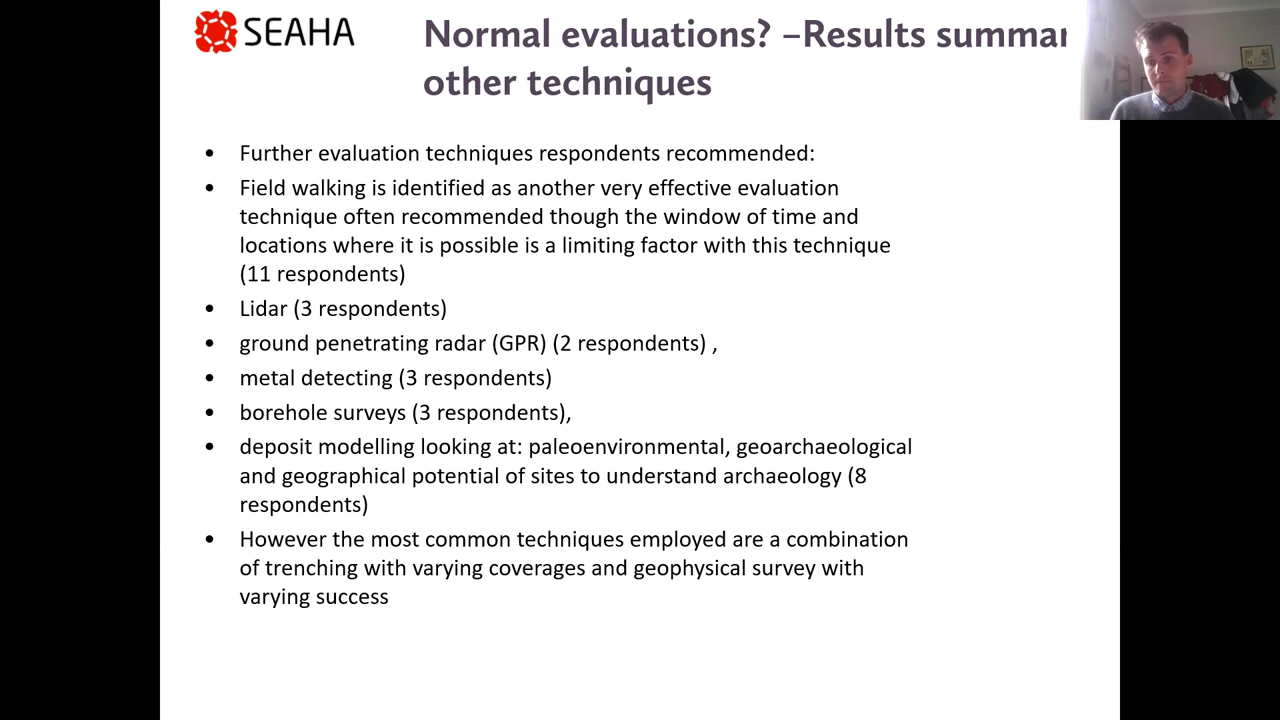 SEAHA
Normal evaluations? –Results summar
other techniques
• Further evaluation techniques respondents recommended:
• Field walking is identified as another very effective evaluation
technique often recommended though the window of time and
locations where it is possible is a limiting factor with this technique
(11 respondents)
• Lidar (3 respondents)
• ground penetrating radar (GPR) (2 respondents) ,
• metal detecting (3 respondents)
• borehole surveys (3 respondents),
• deposit modelling looking at: paleoenvironmental, geoarchaeological
and geographical potential of sites to understand archaeology (8
respondents)
• However the most common techniques employed are a combination
of trenching with varying coverages and geophysical survey with
varying success